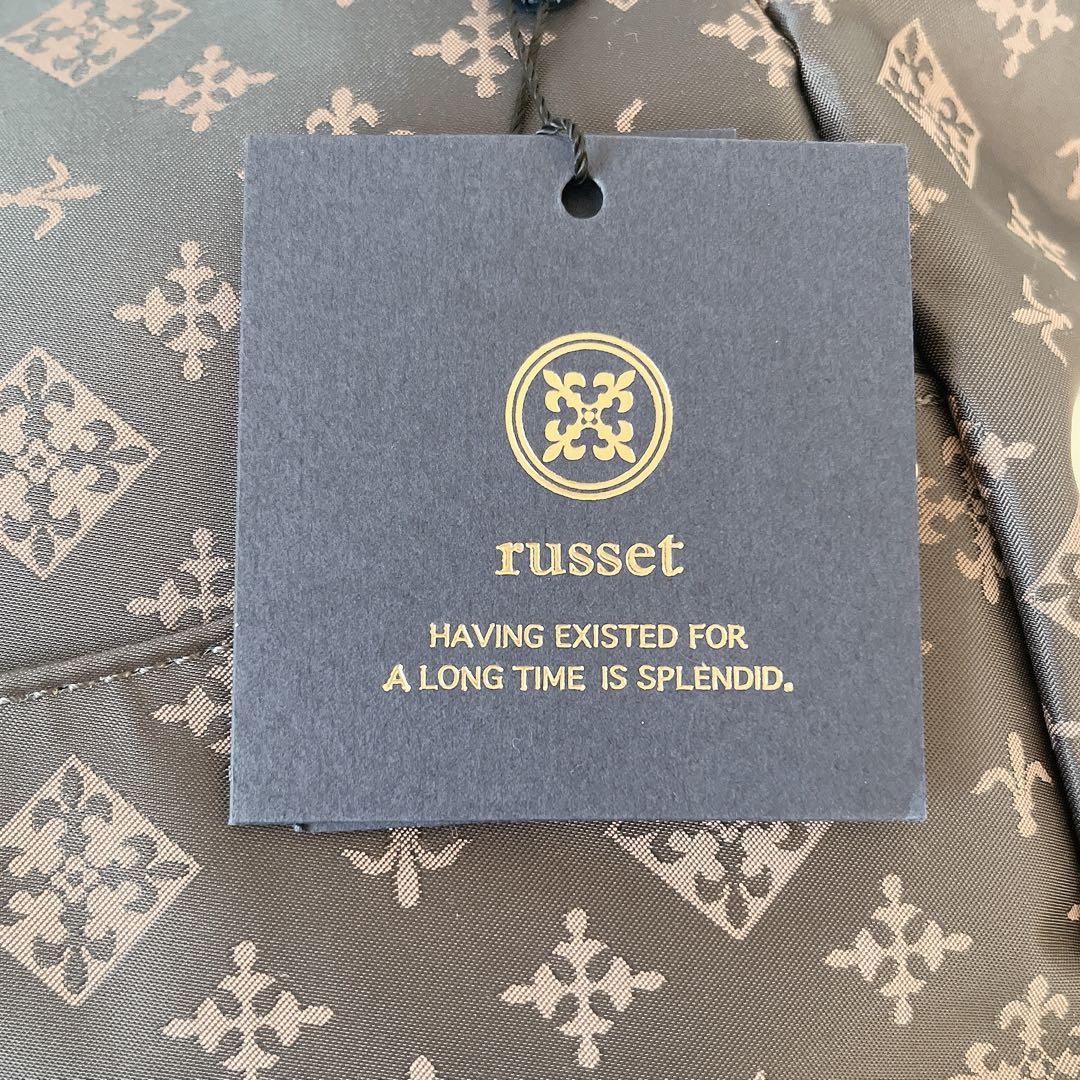 russet
HAVING EXISTED FOR
A LONG TIME IS SPLENDID.